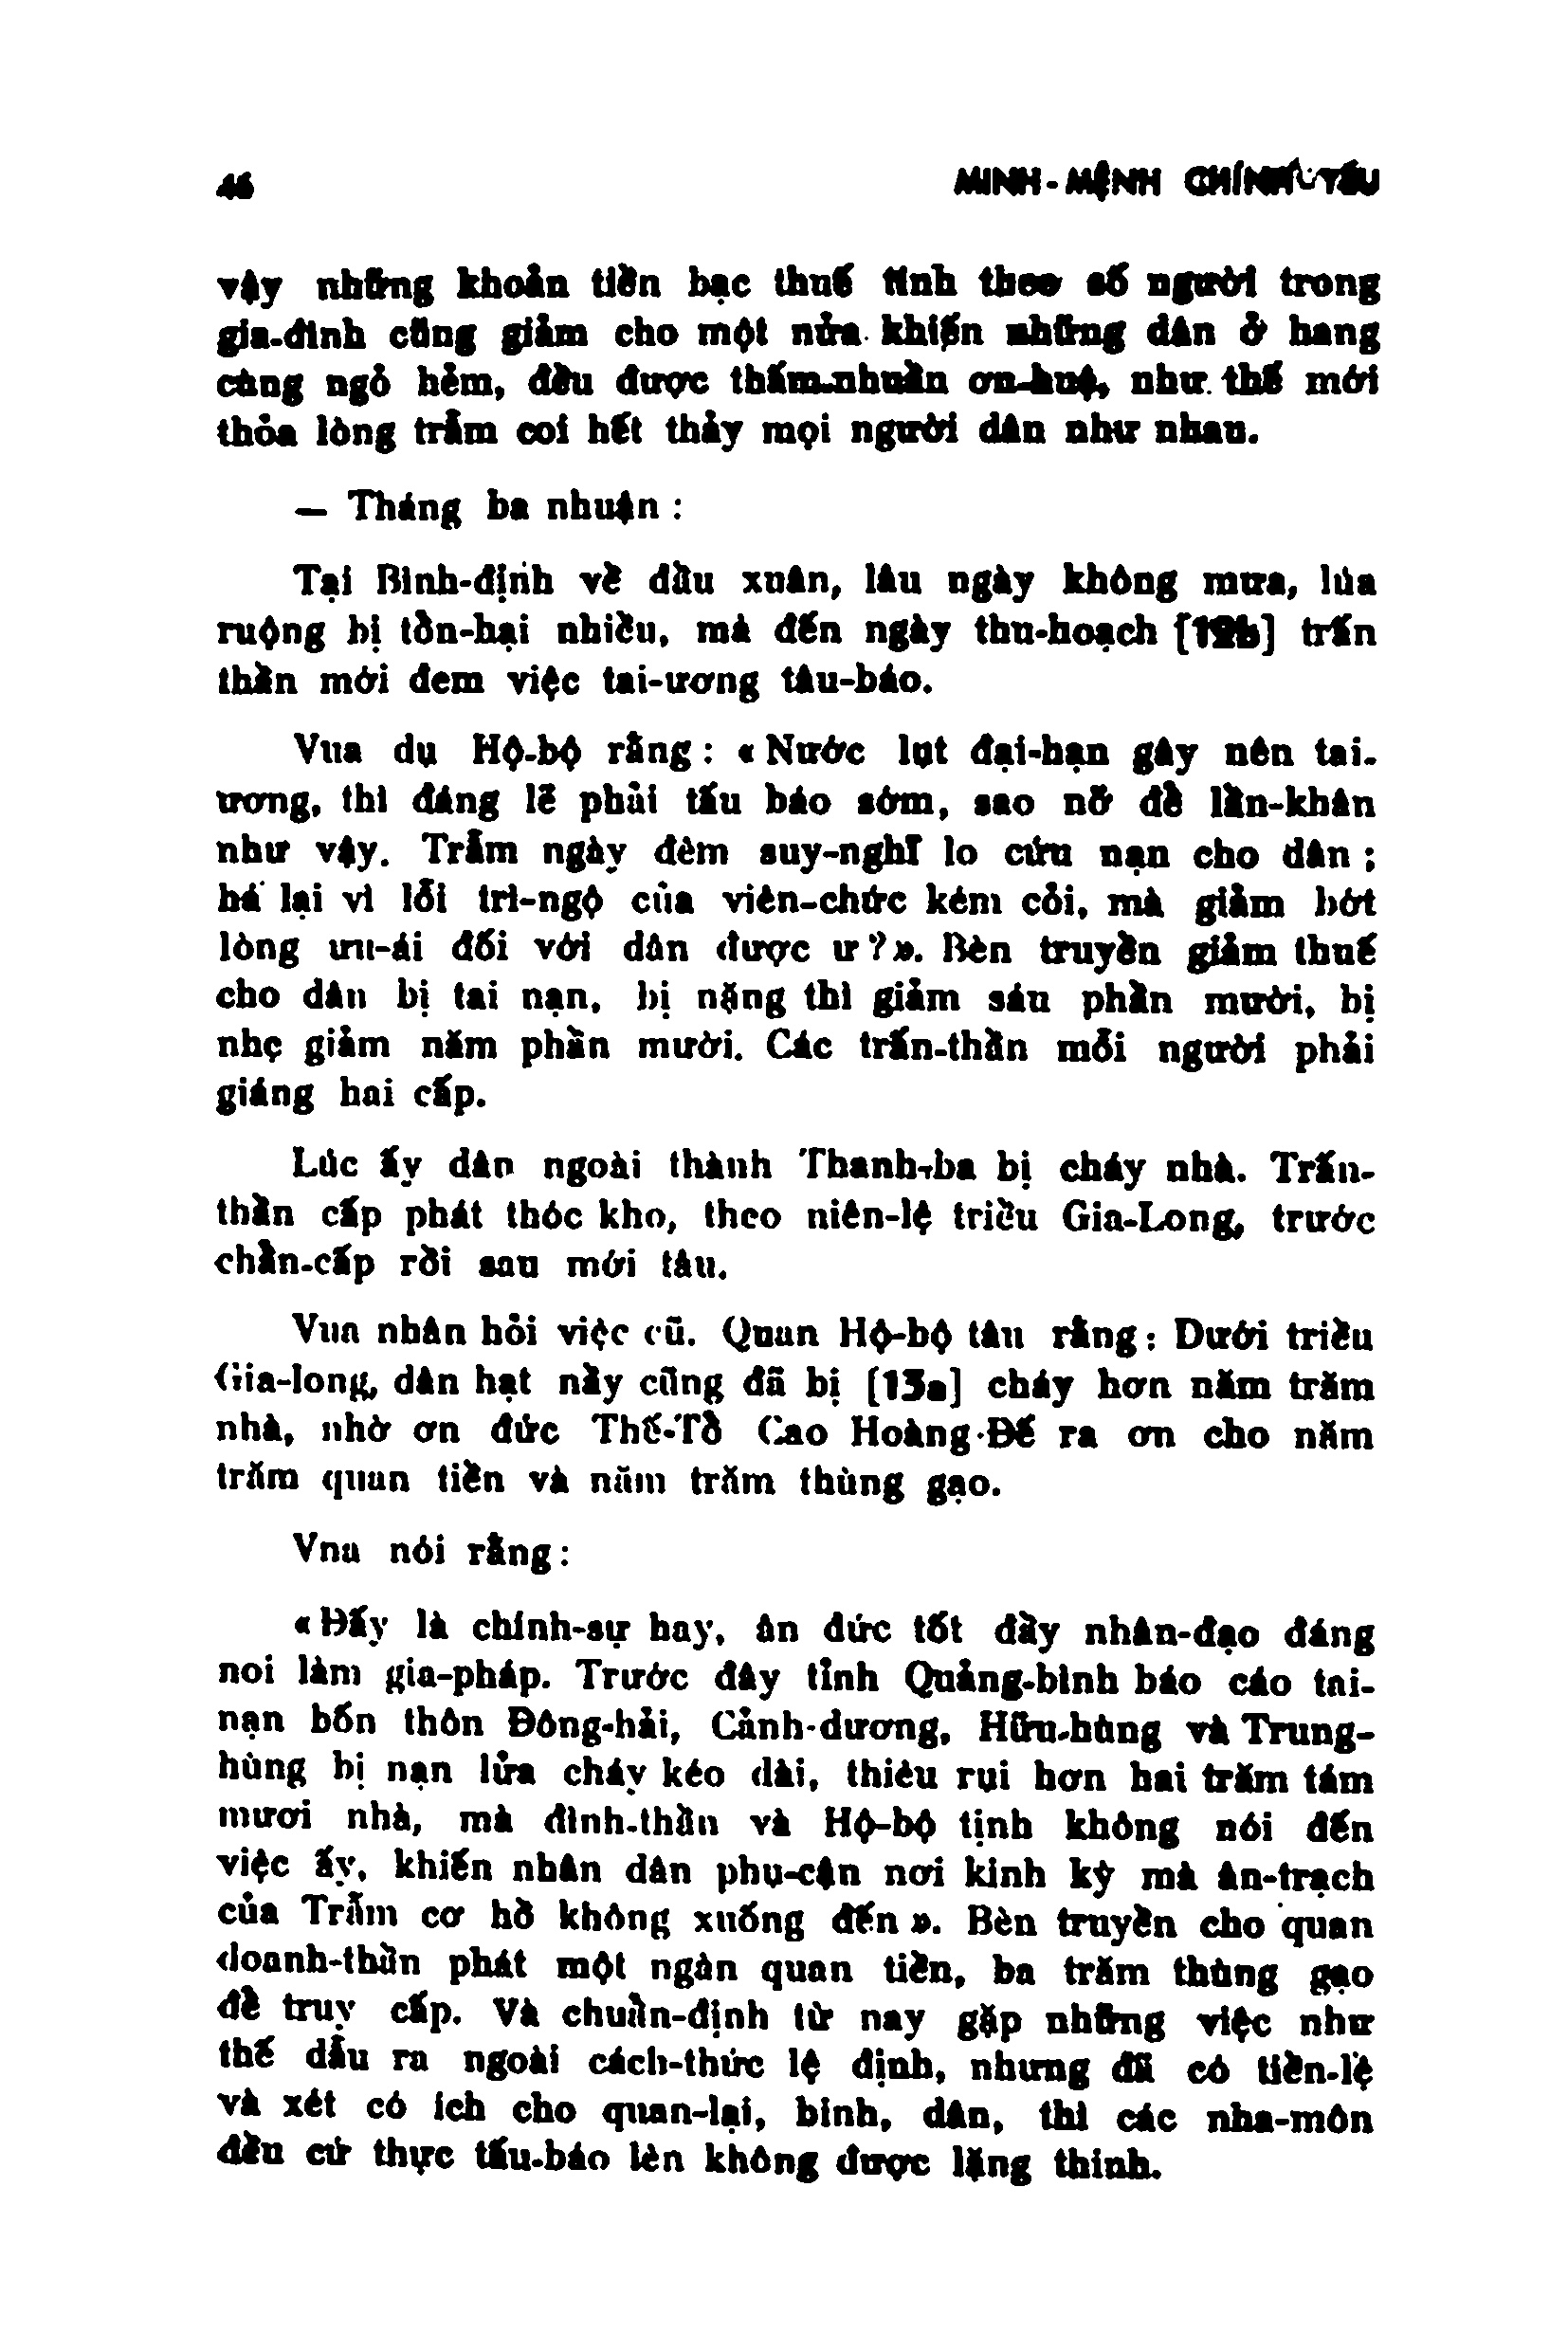 46 MINH-MỆNH CHÍNH-YẾU
vậy những khoản tiền bạc thuế tính theo số người trong
gia-đình cũng giảm cho một nửa khiến những dân ở hang
cùng ngỏ hẻm, đều được thấm-nhuần ơn-huệ, như thế mới
thỏa lòng trẫm coi hết thảy mọi người dân như nhau.
— Tháng ba nhuận :
Tại Bình-định về đầu xuân, lâu ngày không mưa, lúa
ruộng bị tổn-hại nhiều, mà đến ngày thu-hoạch [12b] trấn
thần mới đem việc tai-ương tâu-báo.
Vua dụ Hộ-bộ rằng : « Nước lụt đại-hạn gây nên tai-
ương, thì đáng lẽ phải tấu báo sớm, sao nỡ để lần-khân
như vậy. Trẫm ngày đêm suy-nghĩ lo cứu nạn cho dân ;
há lại vì lỗi trì-ngộ của viên-chức kém cỏi, mà giảm bớt
lòng ưu-ái đối với dân được ư ? ». Bèn truyền giảm thuế
cho dân bị tai nạn, bị nặng thì giảm sáu phần mười, bị
nhẹ giảm năm phần mười. Các trấn-thần mỗi người phải
giáng hai cấp.
Lúc ấy dân ngoài thành Thanh-ba bị cháy nhà. Trấn-
thần cấp phát thóc kho, theo niên-lệ triều Gia-Long, trước
chẩn-cấp rồi sau mới tâu.
Vua nhân hỏi việc cũ. Quan Hộ-bộ tâu rằng : Dưới triều
Gia-long, dân hạt nầy cũng đã bị [13a] cháy hơn năm trăm
nhà, nhờ ơn đức Thế-Tổ Cao Hoàng-Đế ra ơn cho năm
trăm quan tiền và năm trăm thùng gạo.
Vua nói rằng :
« Đấy là chính-sự hay, ân đức tốt đầy nhân-đạo đáng
noi làm gia-pháp. Trước đây tỉnh Quảng-bình báo cáo tai-
nạn bốn thôn Đông-hải, Cảnh-dương, Hữu-hùng và Trung-
hùng bị nạn lửa cháy kéo dài, thiêu rụi hơn hai trăm tám
mươi nhà, mà đình-thần và Hộ-bộ tịnh không nói đến
việc ấy, khiến nhân dân phụ-cận nơi kinh kỳ mà ân-trạch
của Trẫm cơ hồ không xuống đến ». Bèn truyền cho quan
doanh-thần phát một ngàn quan tiền, ba trăm thùng gạo
để truy cấp. Và chuẩn-định từ nay gặp những việc như
thế dẫu ra ngoài cách-thức lệ định, nhưng đã có tiền-lệ
và xét có ích cho quan-lại, binh, dân, thì các nha-môn
đều cứ thực tấu-báo lên không được lặng thinh.